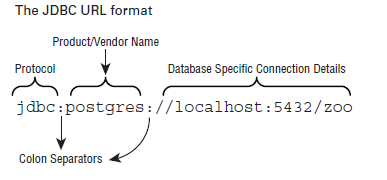 The JDBC URL format
Product/Vendor Name
Protocol
Database Specific Connection Details
jdbc:postgres://localhost:5432/zoo
Colon Separators